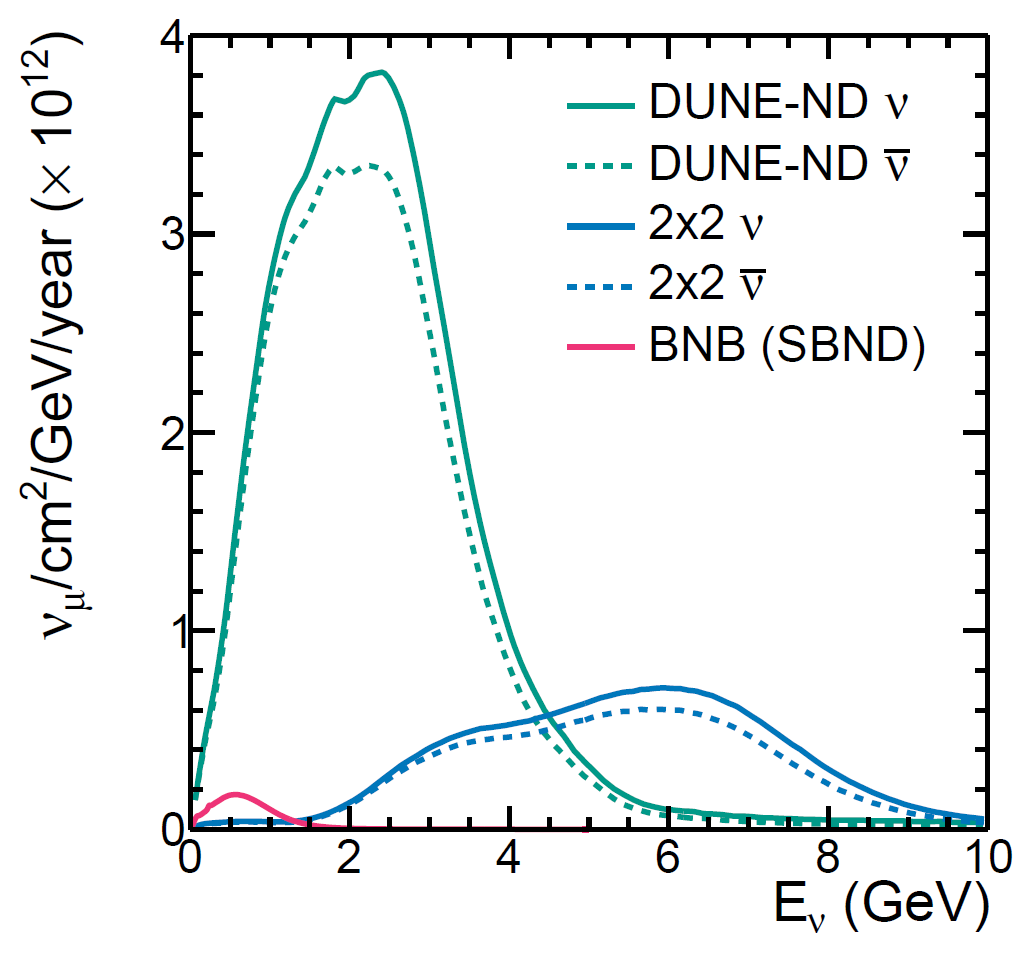 ν_μ/cm²/GeV/year (× 10¹²)
4
3
2
1
0
DUNE-ND ν
DUNE-ND ν̅
2x2 ν
2x2 ν̅
BNB (SBND)
0 2 4 6 8 10
E_ν (GeV)